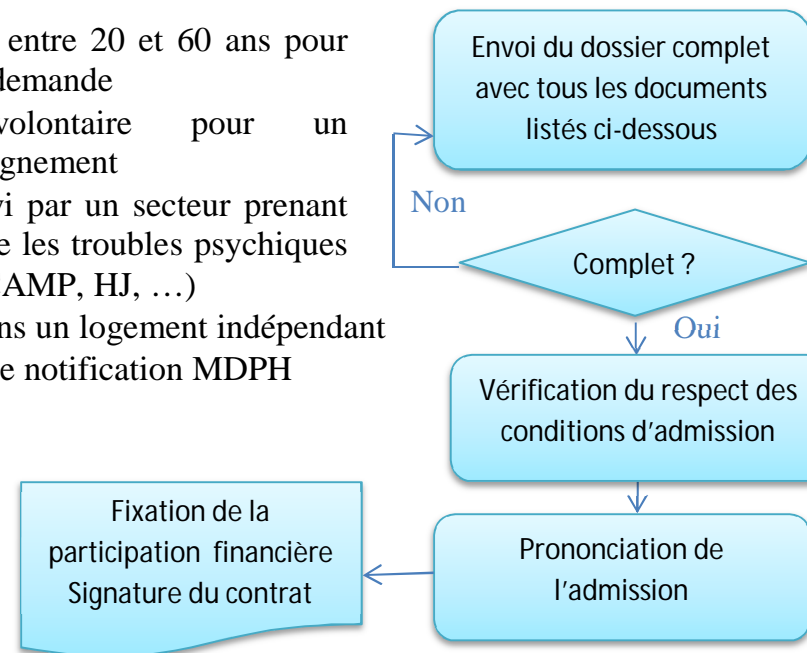 entre 20 et 60 ans pour
demande
volontaire pour un
gnement
vi par un secteur prenant
e les troubles psychiques
AMP, HJ, …)
ns un logement indépendant
e notification MDPH
Envoi du dossier complet
avec tous les documents
listés ci-dessous
Non
Complet ?
Oui
Vérification du respect des
conditions d'admission
Prononciation de
l'admission
Fixation de la
participation financière
Signature du contrat